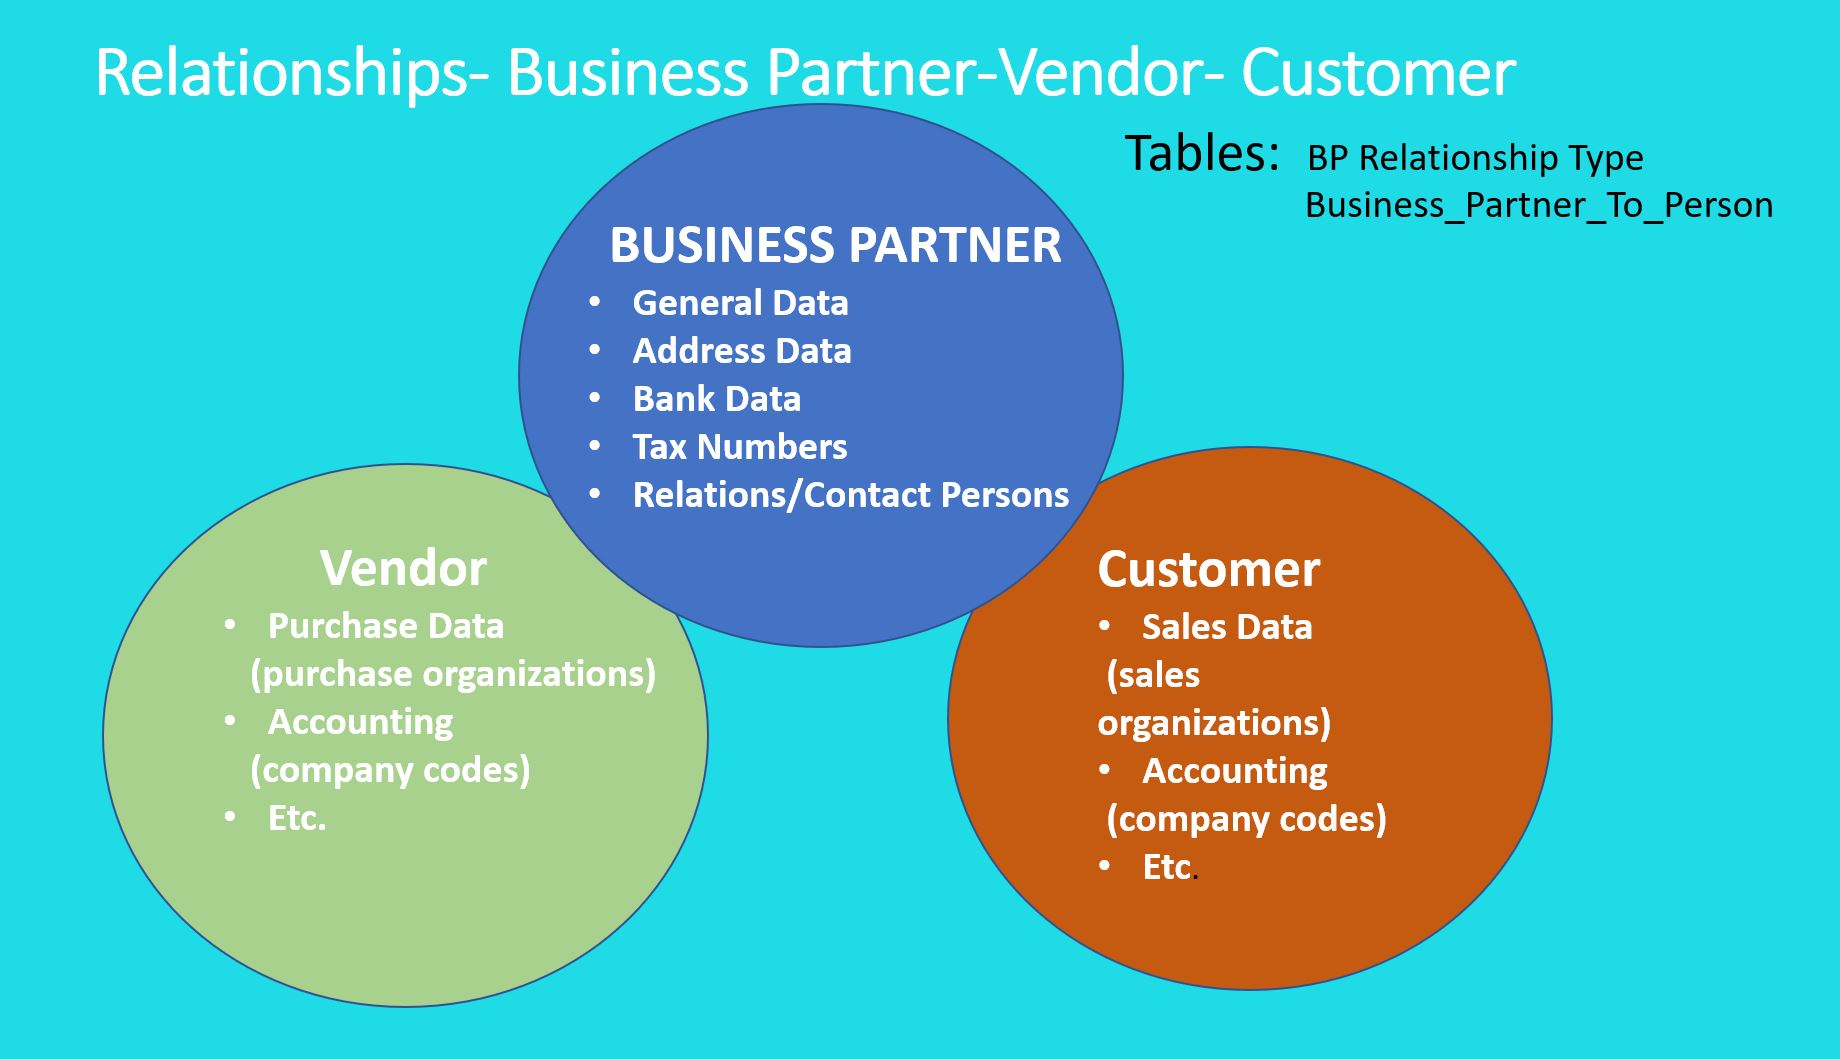 Relationships- Business Partner-Vendor- Customer
Tables: BP Relationship Type
Business_Partner_To_Person
BUSINESS PARTNER
• General Data
• Address Data
• Bank Data
• Tax Numbers
• Relations/Contact Persons
Vendor
• Purchase Data
(purchase organizations)
• Accounting
(company codes)
• Etc.
Customer
• Sales Data
(sales
organizations)
• Accounting
(company codes)
• Etc.